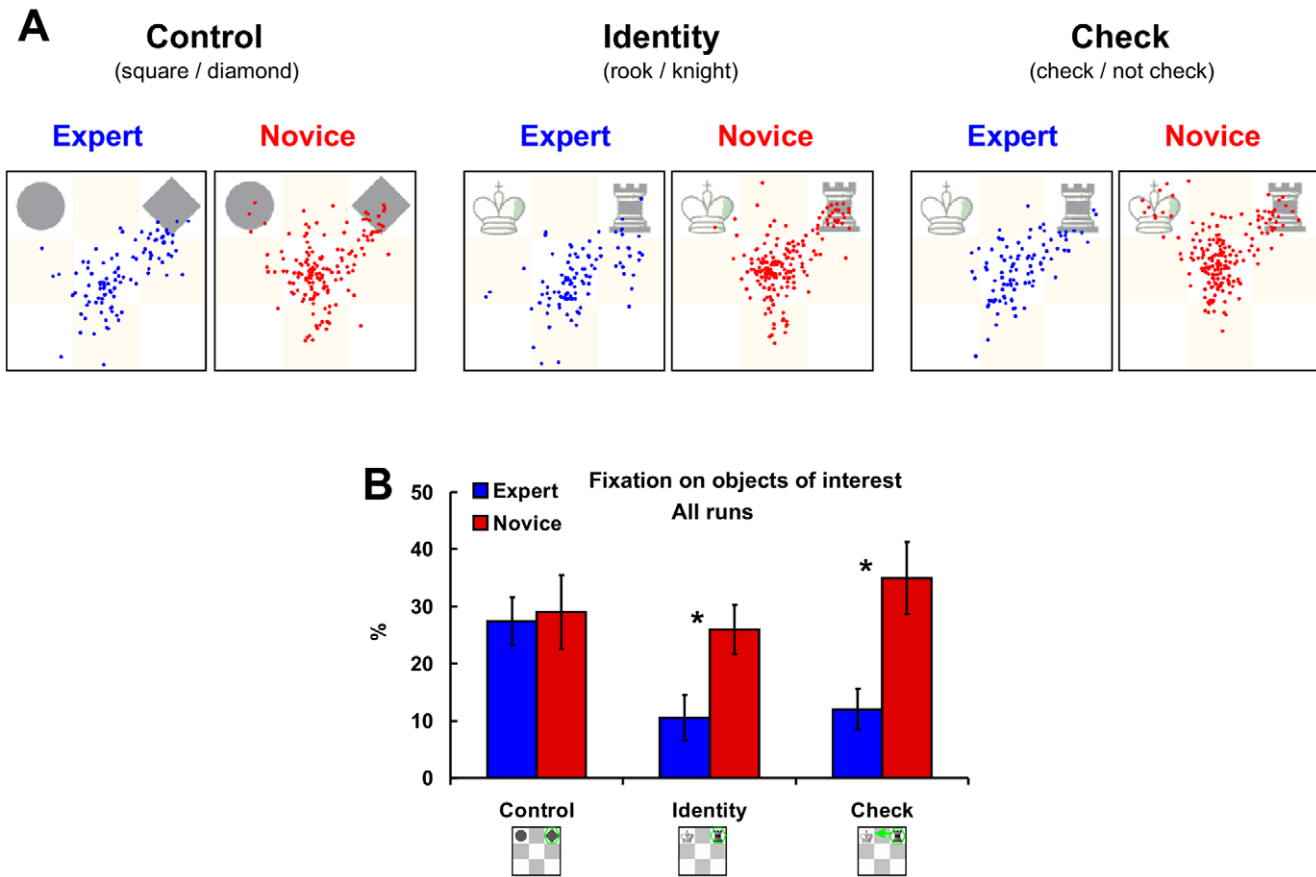 A
Control
(square / diamond)
Identity
(rook / knight)
Check
(check / not check)
Expert
Novice
Expert
Novice
Expert
Novice
B
Fixation on objects of interest
All runs
Expert
Novice
50
40
30
20
10
0
%
*
*
Control
Identity
Check